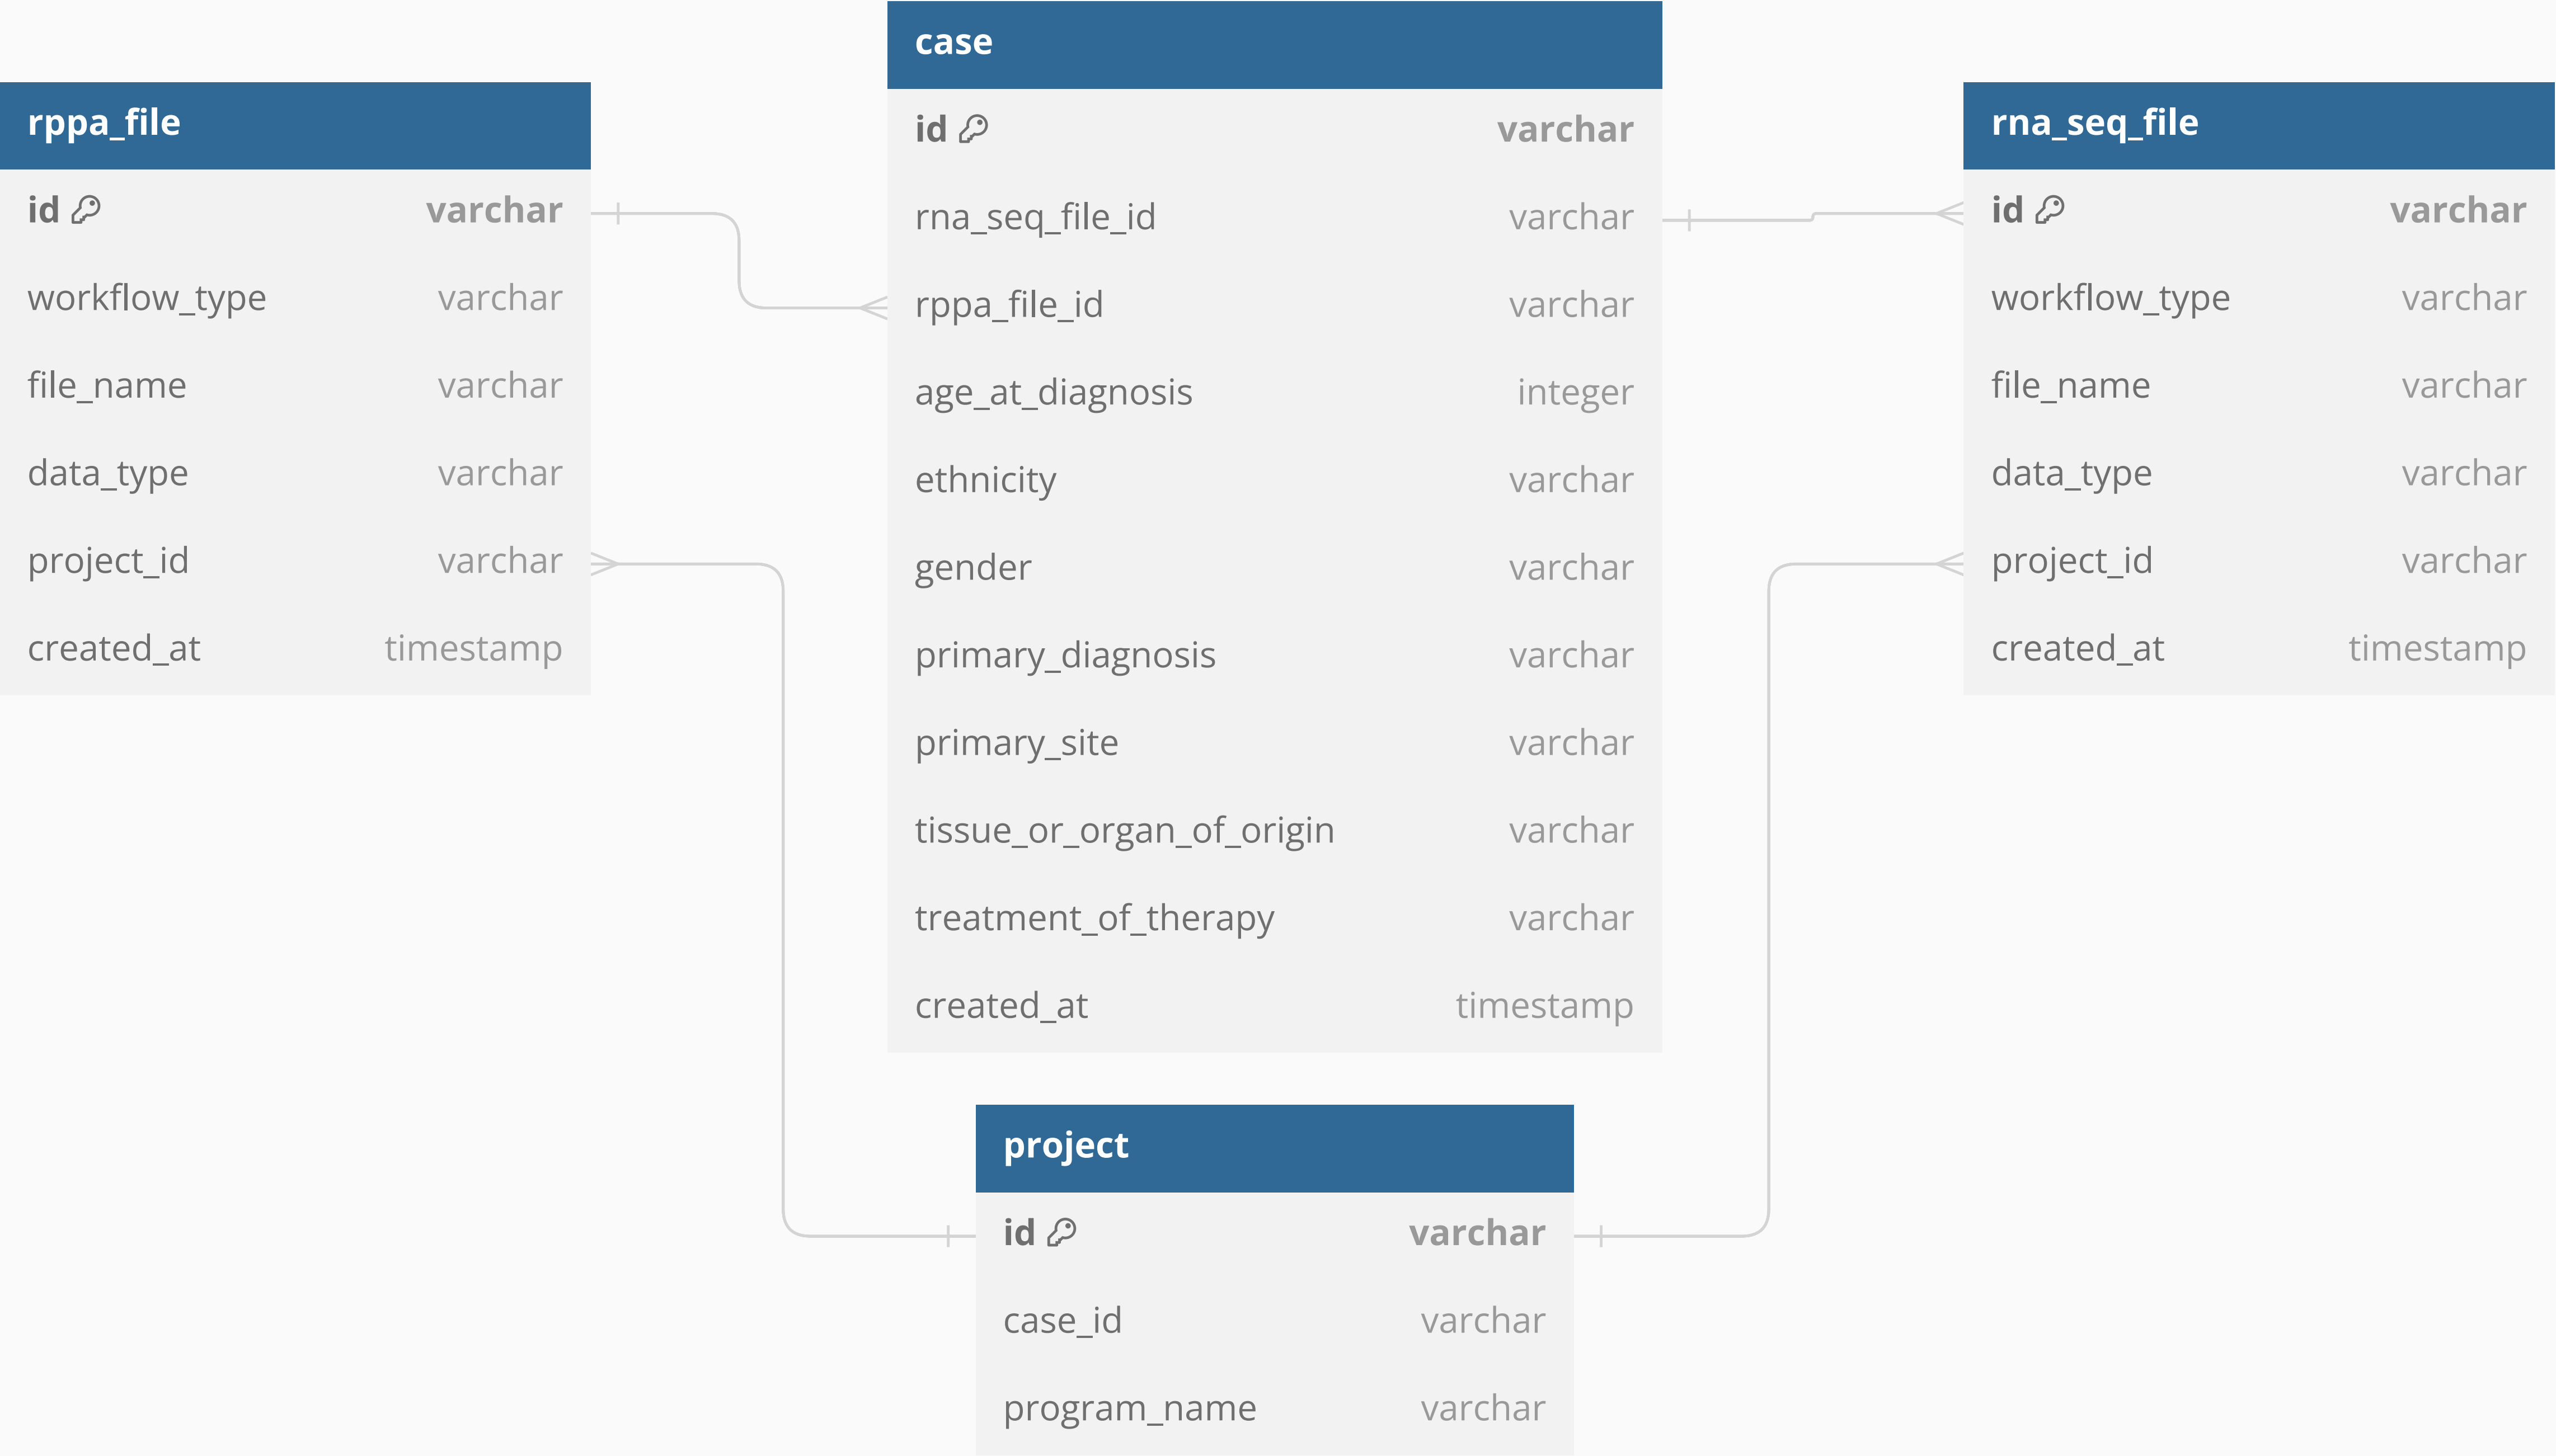 rppa_file
id varchar
workflow_type varchar
file_name varchar
data_type varchar
project_id varchar
created_at timestamp
case
id varchar
rna_seq_file_id varchar
rppa_file_id varchar
age_at_diagnosis integer
ethnicity varchar
gender varchar
primary_diagnosis varchar
primary_site varchar
tissue_or_organ_of_origin varchar
treatment_of_therapy varchar
created_at timestamp
rna_seq_file
id varchar
workflow_type varchar
file_name varchar
data_type varchar
project_id varchar
created_at timestamp
project
id varchar
case_id varchar
program_name varchar